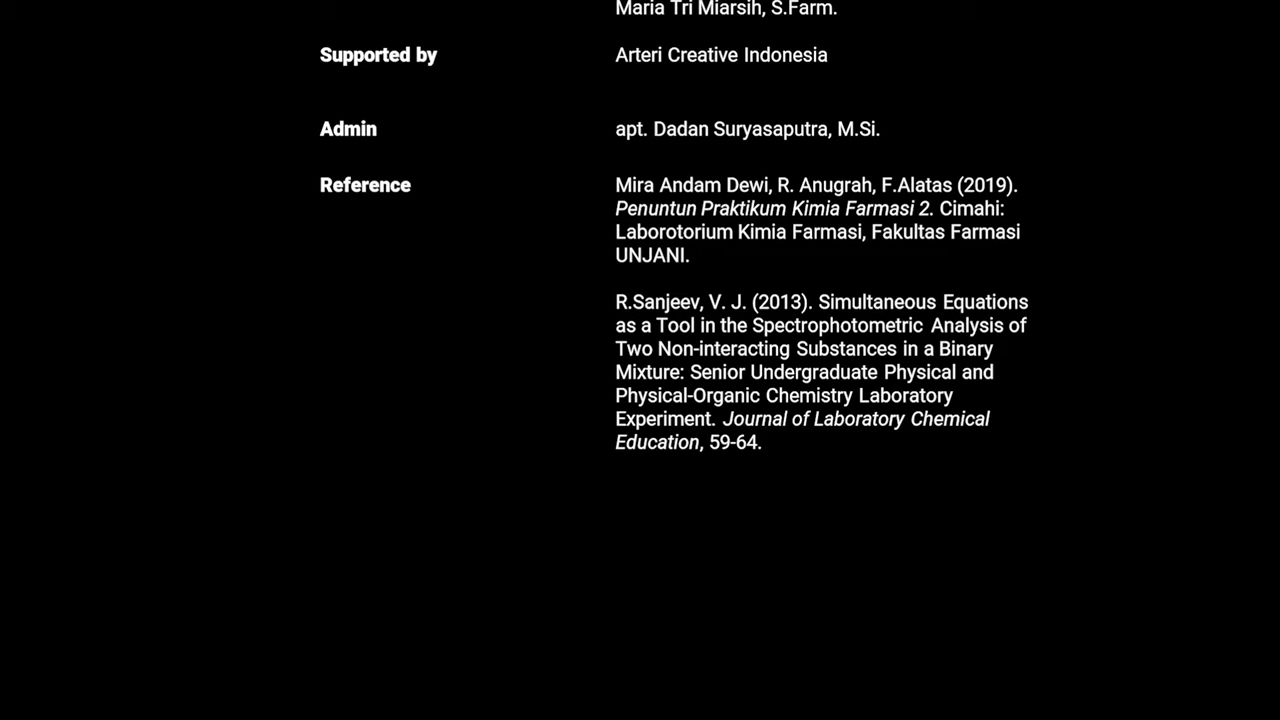 Maria Tri Miarsih, S.Farm.
Supported by Arteri Creative Indonesia
Admin apt. Dadan Suryasaputra, M.Si.
Reference Mira Andam Dewi, R. Anugrah, F.Alatas (2019).
Penuntun Praktikum Kimia Farmasi 2. Cimahi:
Laborotorium Kimia Farmasi, Fakultas Farmasi
UNJANI.
R.Sanjeev, V. J. (2013). Simultaneous Equations
as a Tool in the Spectrophotometric Analysis of
Two Non-interacting Substances in a Binary
Mixture: Senior Undergraduate Physical and
Physical-Organic Chemistry Laboratory
Experiment. Journal of Laboratory Chemical
Education, 59-64.